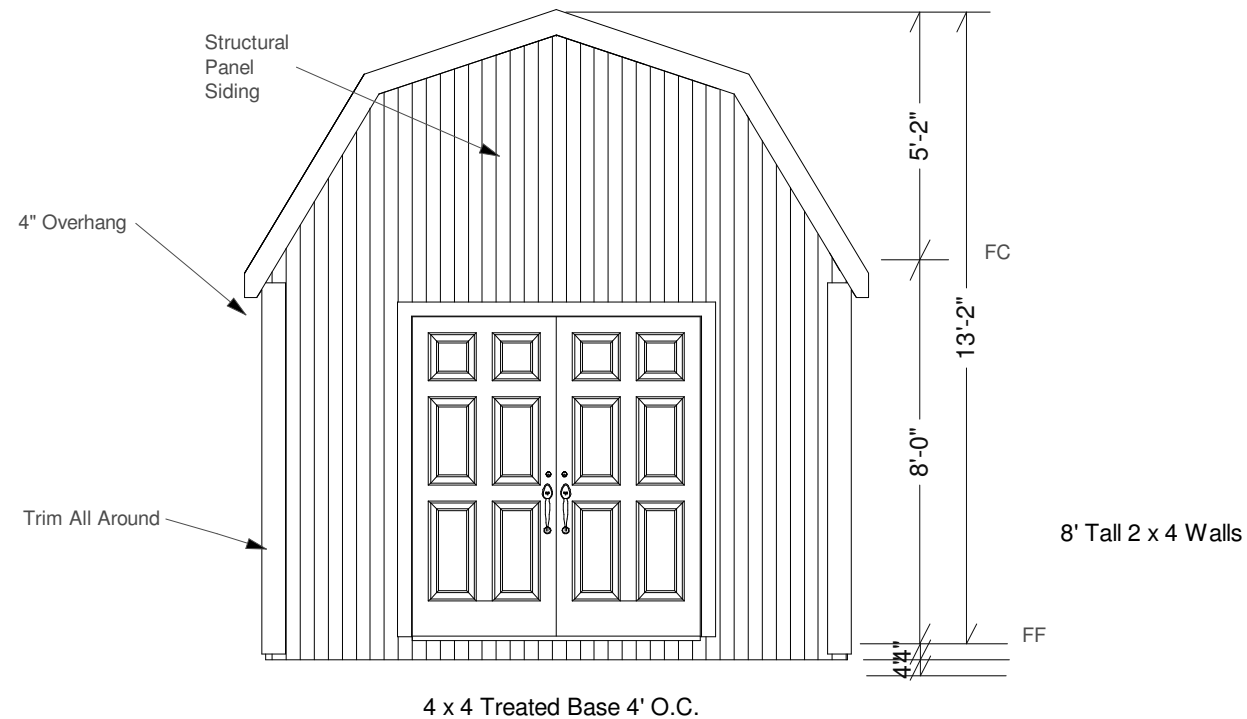 Structural
Panel
Siding
5'-2"
4" Overhang
FC
13'-2"
8'-0"
Trim All Around
8' Tall 2 x 4 Walls
FF
4"
4"
4 x 4 Treated Base 4' O.C.